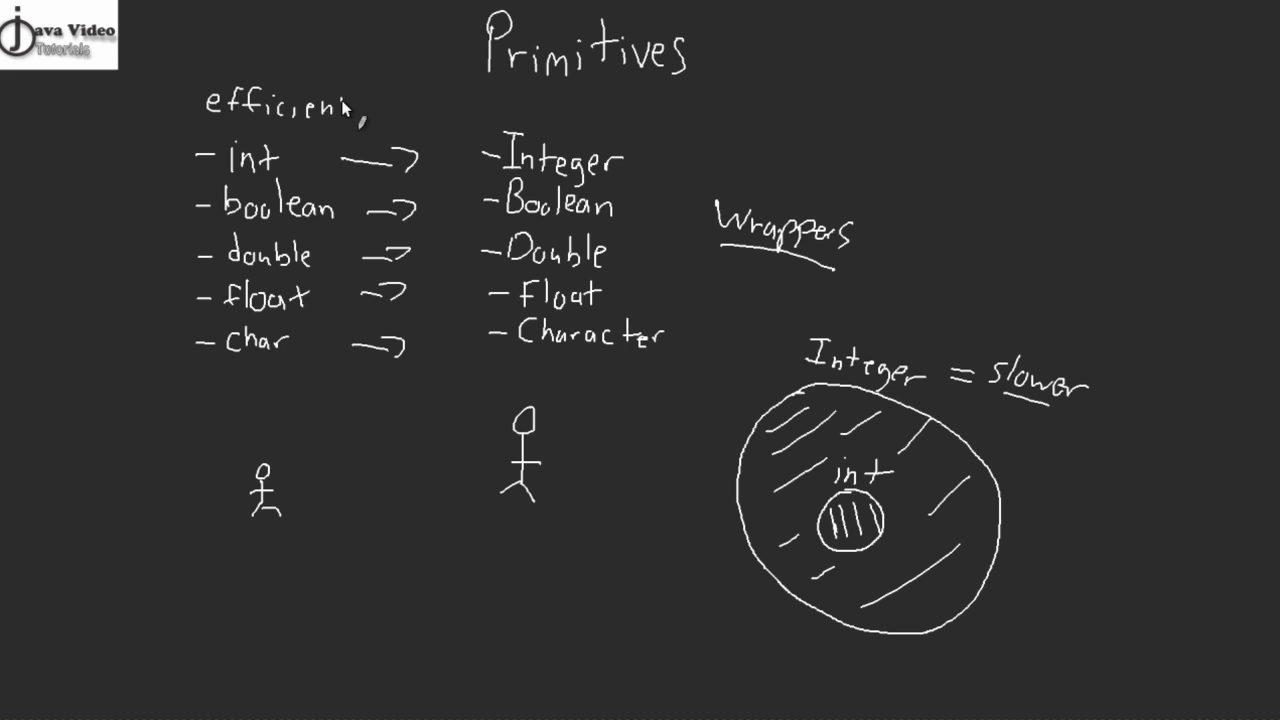 Java Video
Tutorials
Primitives
efficient
- int → - Integer
- boolean → - Boolean
- double → - Double
- float → - Float
- char → - Character
Wrappers
Integer = slower
int